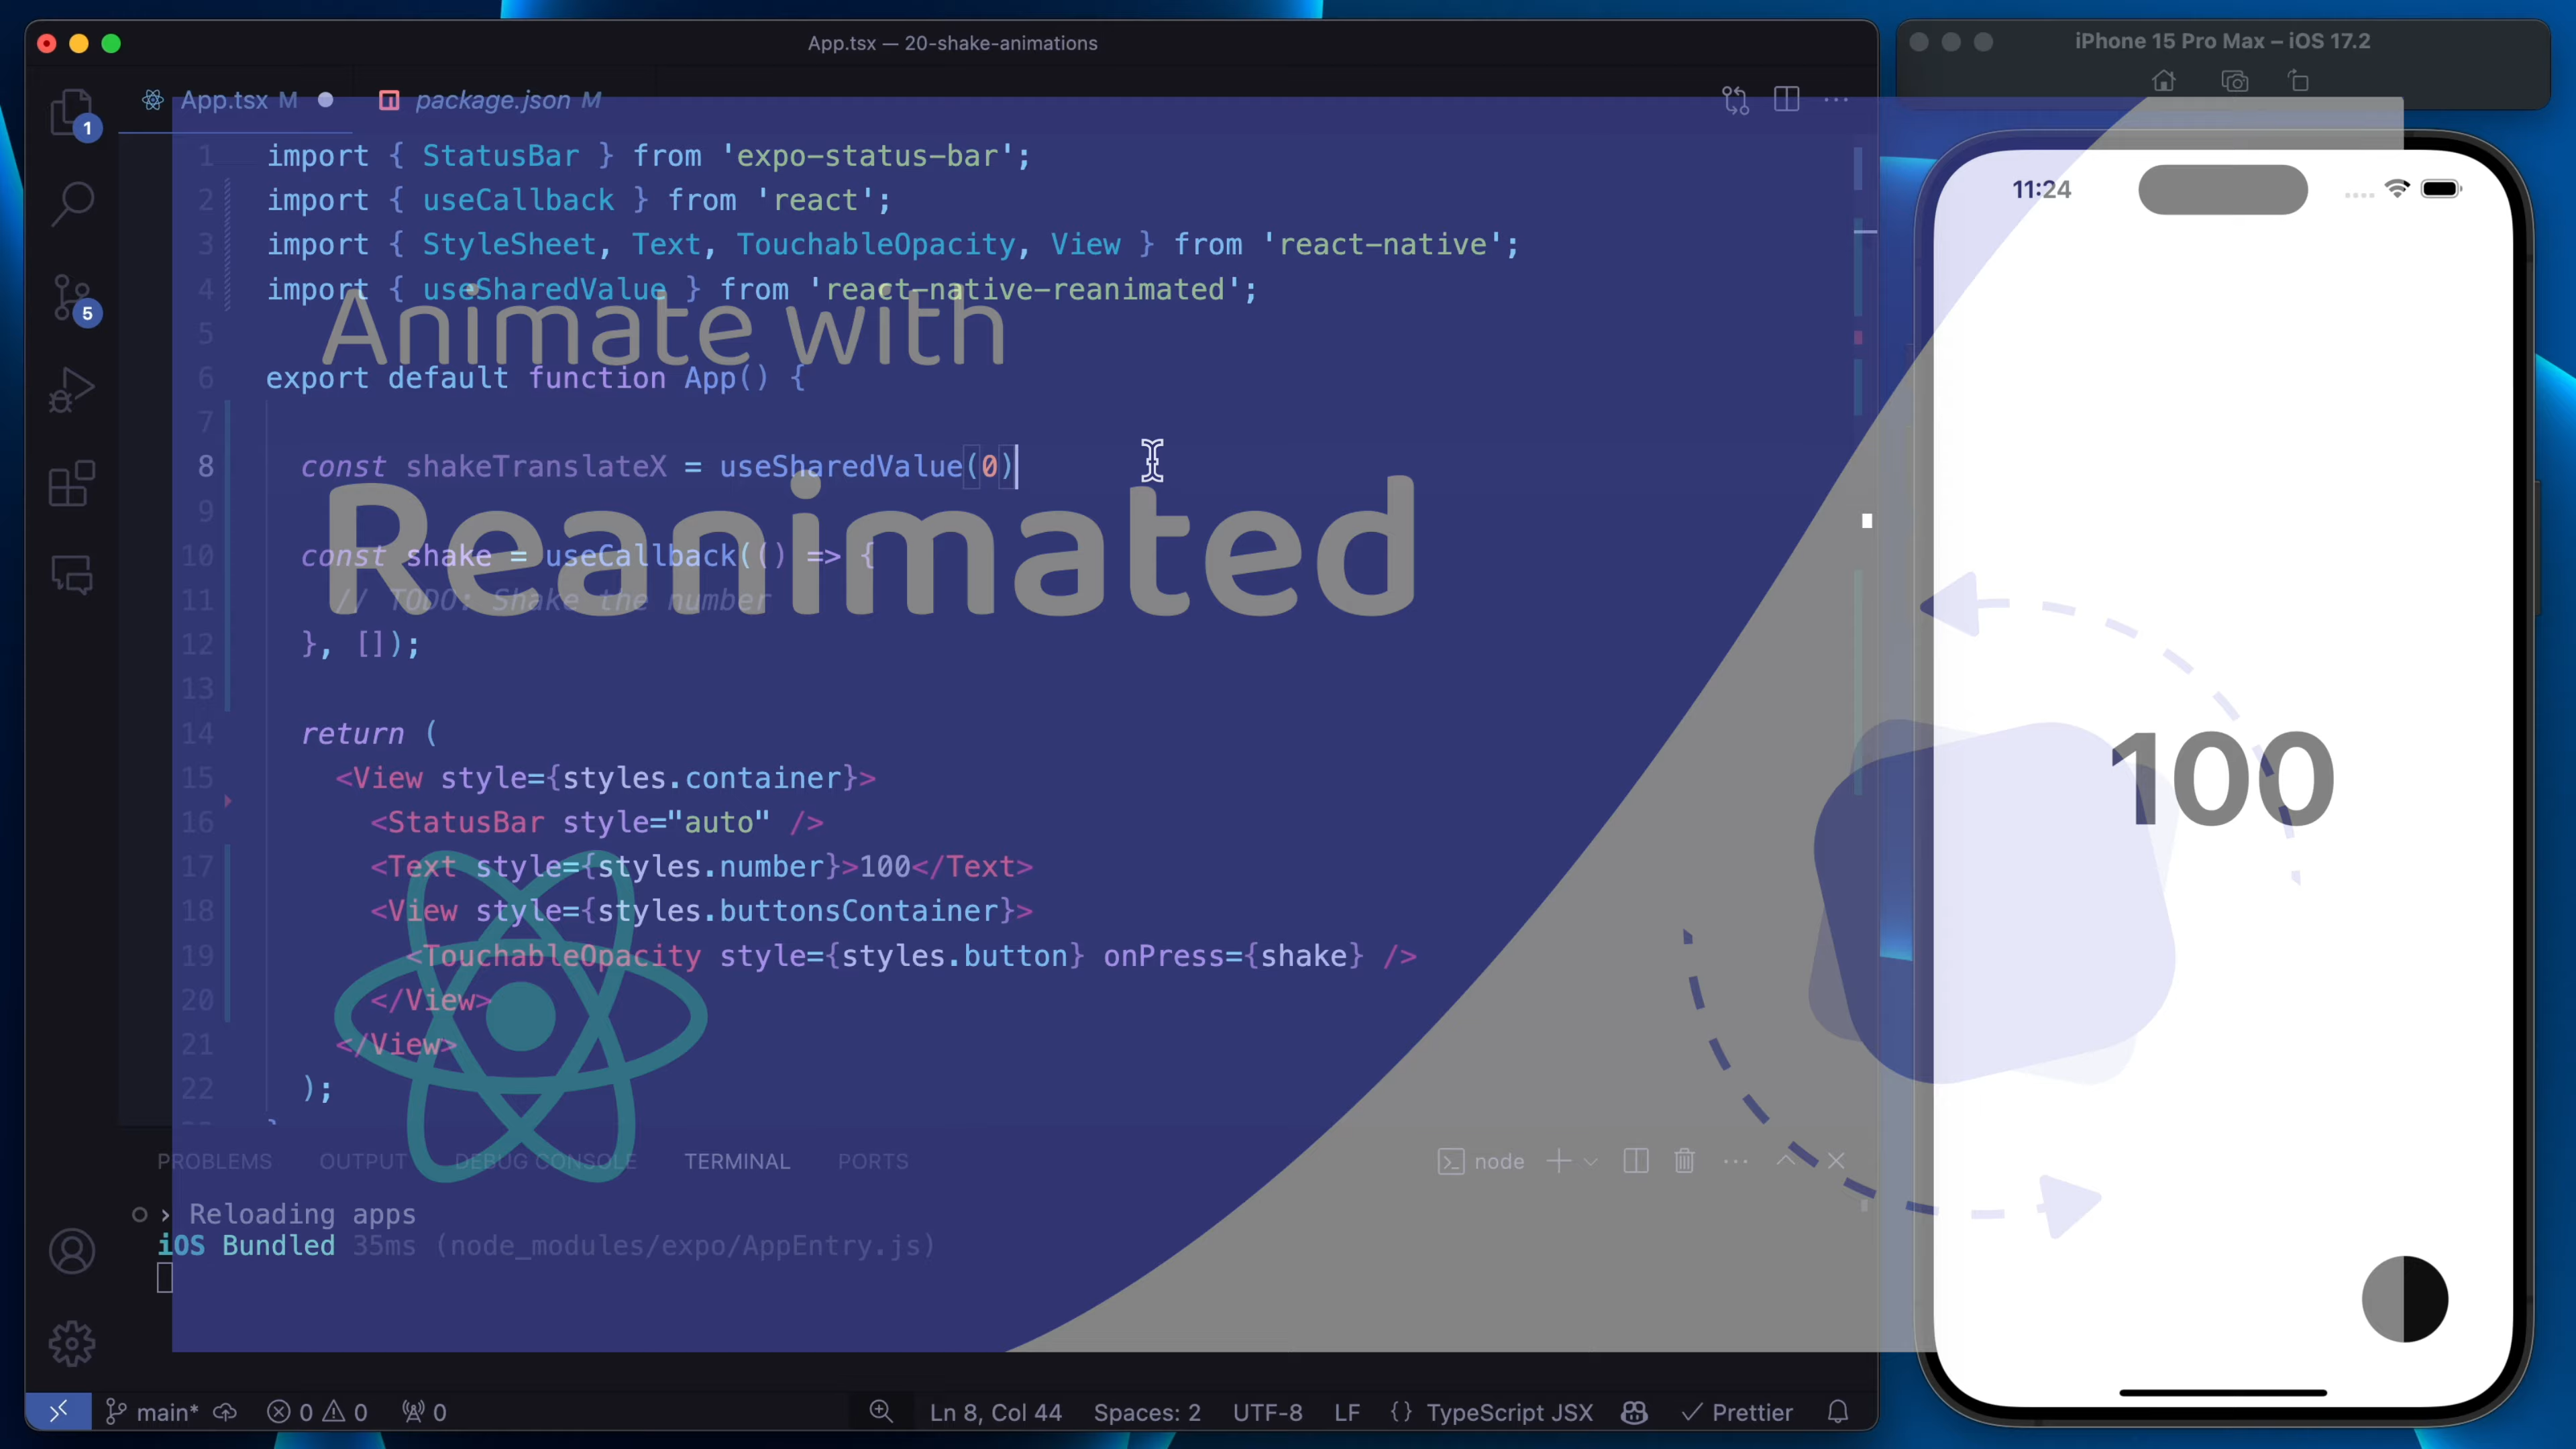 App.tsx — 20-shake-animations
iPhone 15 Pro Max – iOS 17.2
App.tsx M
package.json M
1
5
1 import { StatusBar } from 'expo-status-bar';
2 import { useCallback } from 'react';
3 import { StyleSheet, Text, TouchableOpacity, View } from 'react-native';
4 import { useSharedValue } from 'react-native-reanimated';
5
6 export default function App() {
7
8 const shakeTranslateX = useSharedValue(0)
9
10 const shake = useCallback(() => {
11 // TODO: Shake the number
12 }, []);
13
14 return (
15 <View style={styles.container}>
16 <StatusBar style="auto" />
17 <Text style={styles.number}>100</Text>
18 <View style={styles.buttonsContainer}>
19 <TouchableOpacity style={styles.button} onPress={shake} />
20 </View>
21 </View>
22 );
Animate with
Reanimated
11:24
100
PROBLEMS OUTPUT DEBUG CONSOLE TERMINAL PORTS
node
› Reloading apps
iOS Bundled 35ms (node_modules/expo/AppEntry.js)
main* 0 0 0 Ln 8, Col 44 Spaces: 2 UTF-8 LF {} TypeScript JSX Prettier